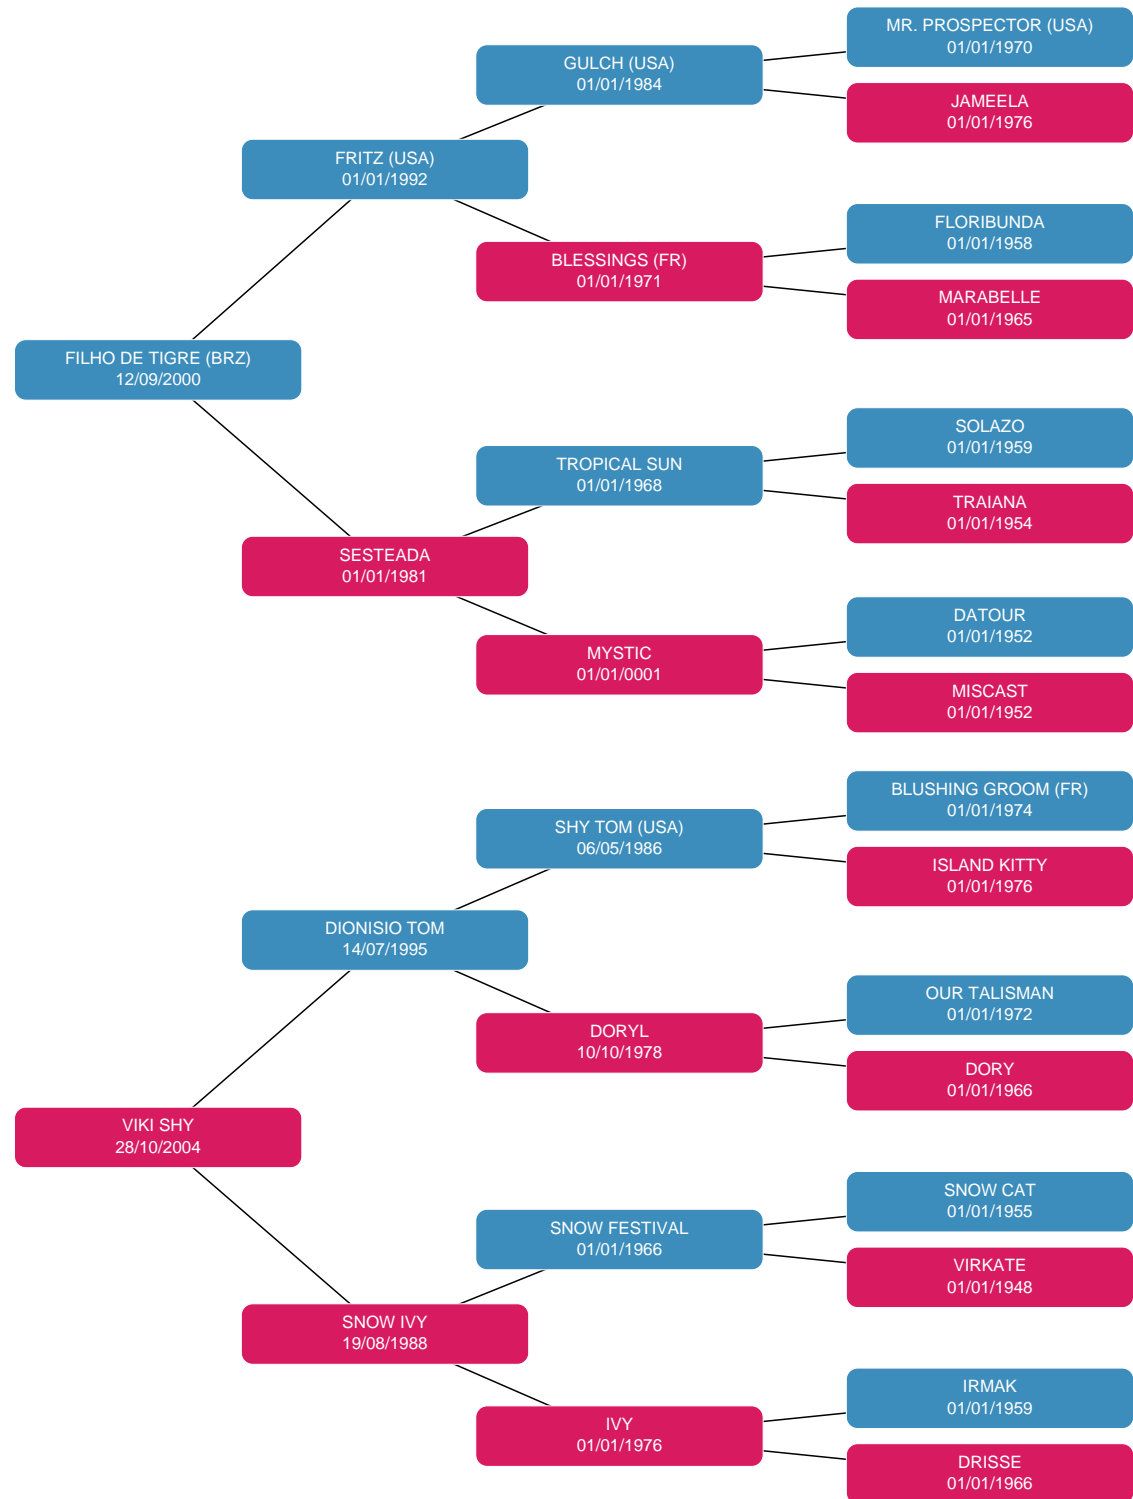 MR. PROSPECTOR (USA)
01/01/1970
GULCH (USA)
01/01/1984
JAMEELA
01/01/1976
FRITZ (USA)
01/01/1992
FLORIBUNDA
01/01/1958
BLESSINGS (FR)
01/01/1971
MARABELLE
01/01/1965
FILHO DE TIGRE (BRZ)
12/09/2000
SOLAZO
01/01/1959
TROPICAL SUN
01/01/1968
TRAIANA
01/01/1954
SESTEADA
01/01/1981
DATOUR
01/01/1952
MYSTIC
01/01/0001
MISCAST
01/01/1952
BLUSHING GROOM (FR)
01/01/1974
SHY TOM (USA)
06/05/1986
ISLAND KITTY
01/01/1976
DIONISIO TOM
14/07/1995
OUR TALISMAN
01/01/1972
DORYL
10/10/1978
DORY
01/01/1966
VIKI SHY
28/10/2004
SNOW CAT
01/01/1955
SNOW FESTIVAL
01/01/1966
VIRKATE
01/01/1948
SNOW IVY
19/08/1988
IRMAK
01/01/1959
IVY
01/01/1976
DRISSE
01/01/1966